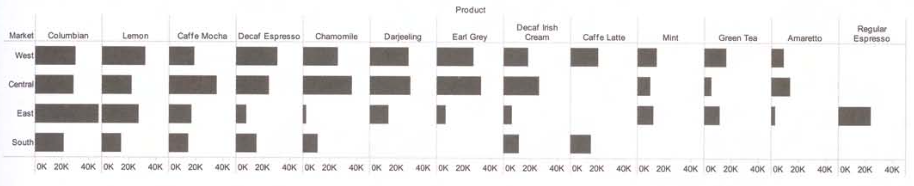 Product
Market Columbian Lemon Caffe Mocha Decaf Espresso Chamomile Darjeeling Earl Grey Decaf Irish Cream Caffe Latte Mint Green Tea Amaretto Regular Espresso
West
Central
East
South
0K 20K 40K 0K 20K 40K 0K 20K 40K 0K 20K 40K 0K 20K 40K 0K 20K 40K 0K 20K 40K 0K 20K 40K 0K 20K 40K 0K 20K 40K 0K 20K 40K 0K 20K 40K 0K 20K 40K